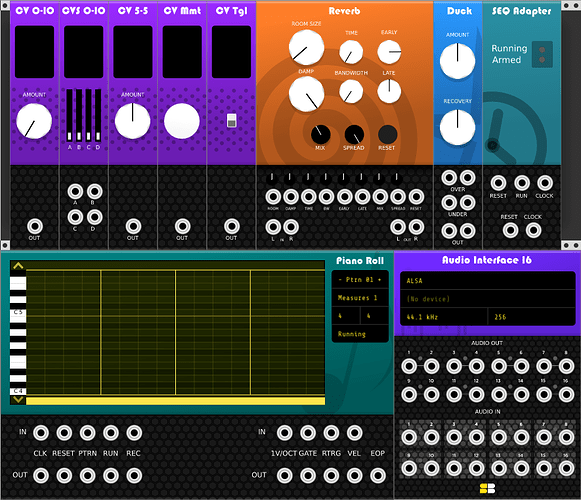 CV 0-10
CVS 0-10
CV 5-5
CV Mmt
CV Tgl
Reverb
Duck
SEQ Adapter
ROOM SIZE
TIME
EARLY
AMOUNT
Running
Armed
DAMP
BANDWIDTH
LATE
AMOUNT
AMOUNT
RECOVERY
A B C D
MIX
SPREAD
RESET
A B
C D
ROOM DAMP TIME BW EARLY LATE MIX SPREAD RESET
OVER
RESET RUN CLOCK
UNDER
RESET CLOCK
L IN R
L OUT R
OUT
OUT
OUT
OUT
OUT
Piano Roll
- Ptrn 01 +
Measures 1
4 4
Running
C5
C4
IN
CLK RESET PTRN RUN REC
OUT
IN
1V/OCT GATE RTRG VEL EOP
OUT
Audio Interface 16
ALSA
(No device)
44.1 kHz 256
AUDIO OUT
1 2 3 4 5 6 7 8
9 10 11 12 13 14 15 16
AUDIO IN
1 2 3 4 5 6 7 8
9 10 11 12 13 14 15 16